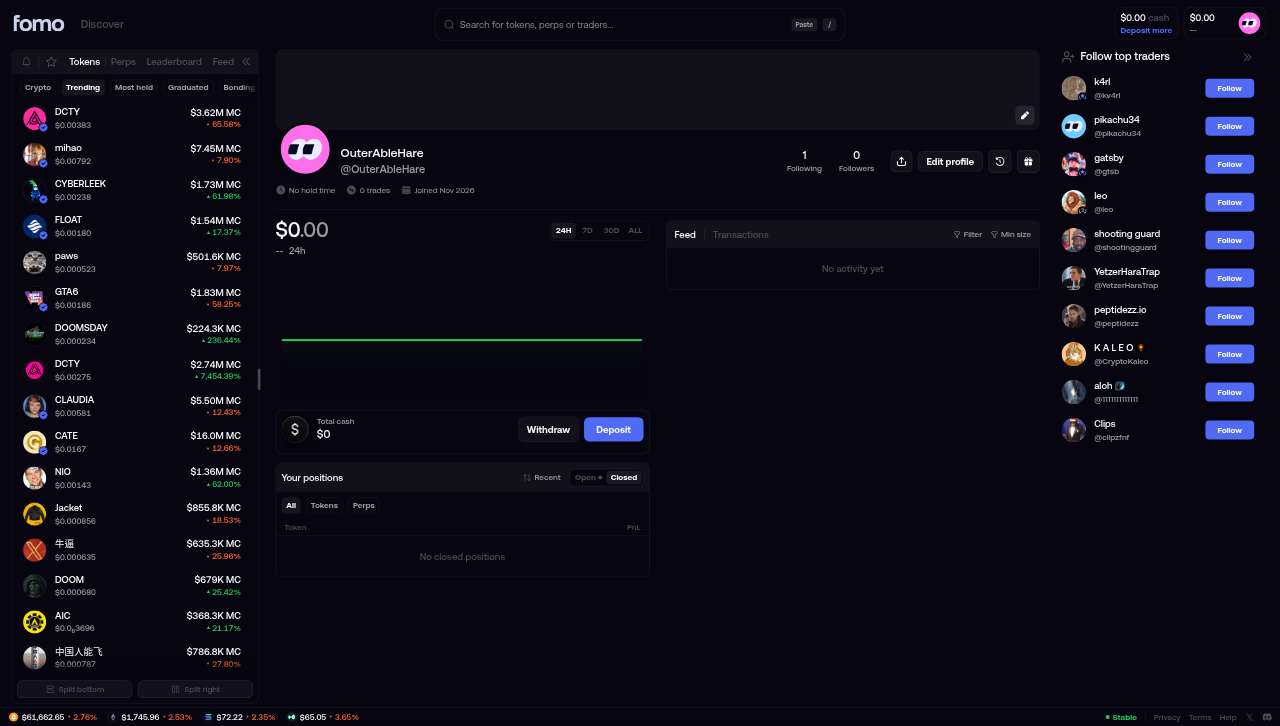 fomo
Discover
Search for tokens, perps or traders...
Paste
/
$0.00 cash
Deposit more
$0.00
—
Tokens
Perps
Leaderboard
Feed
Crypto
Trending
Most held
Graduated
Bonding
DCTY
$0.00383
$3.62M MC
65.58%
mihao
$0.00792
$7.45M MC
7.90%
CYBERLEEK
$0.00238
$1.73M MC
61.98%
FLOAT
$0.00180
$1.54M MC
17.37%
paws
$0.000523
$501.6K MC
7.97%
GTA6
$0.00186
$1.83M MC
58.25%
DOOMSDAY
$0.000234
$224.3K MC
236.44%
DCTY
$0.00275
$2.74M MC
7,454.39%
CLAUDIA
$0.00581
$5.50M MC
12.43%
CATE
$0.0167
$16.0M MC
12.66%
NIO
$0.00143
$1.36M MC
62.00%
Jacket
$0.000856
$855.8K MC
18.53%
牛逼
$0.000635
$635.3K MC
25.96%
DOOM
$0.000680
$679K MC
25.42%
AIC
$368.3K MC
21.17%
中国人能飞
$0.000787
$786.8K MC
27.80%
Split bottom
Split right
OuterAbleHare
@OuterAbleHare
No hold time
0 trades
Joined Nov 2026
1
Following
0
Followers
Edit profile
$0.00
-- 24h
24H
7D
30D
ALL
Total cash
$0
Withdraw
Deposit
Your positions
Recent
Open
Closed
All
Tokens
Perps
Token
PnL
No closed positions
Feed
Transactions
Filter
Min size
No activity yet
Follow top traders
k4rl
@kv4rl
Follow
pikachu34
@pikachu34
Follow
gatsby
@gtsb
Follow
leo
@leo
Follow
shooting guard
@shootingguard
Follow
YetzerHaraTrap
@YetzerHaraTrap
Follow
peptidezz.io
@peptidezz
Follow
K A L E O
@CryptoKaleo
Follow
aloh
Follow
Clips
@clipzfnf
Follow
$61,662.65 2.76%
$1,745.96 2.53%
$72.22 2.35%
$65.05 3.65%
Stable
Privacy
Terms
Help